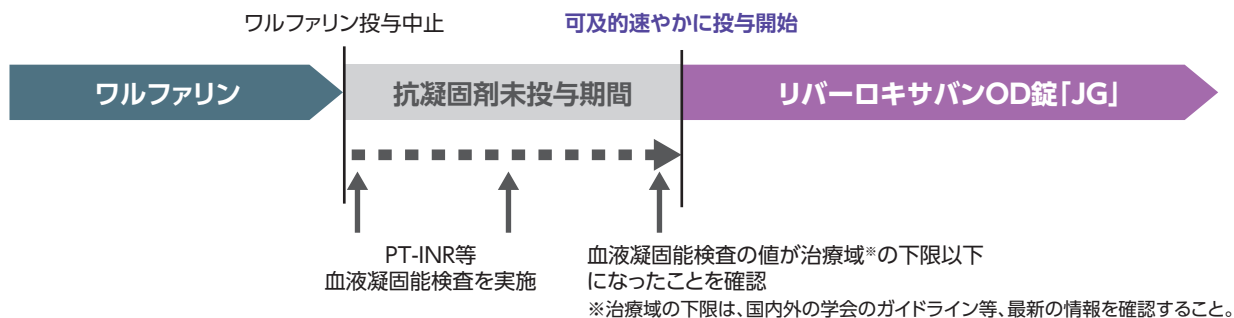 ワルファリン投与中止
可及的速やかに投与開始
ワルファリン
抗凝固剤未投与期間
リバーロキサバンOD錠「JG」
PT-INR等
血液凝固能検査を実施
血液凝固能検査の値が治療域※の下限以下
になったことを確認
※治療域の下限は、国内外の学会のガイドライン等、最新の情報を確認すること。